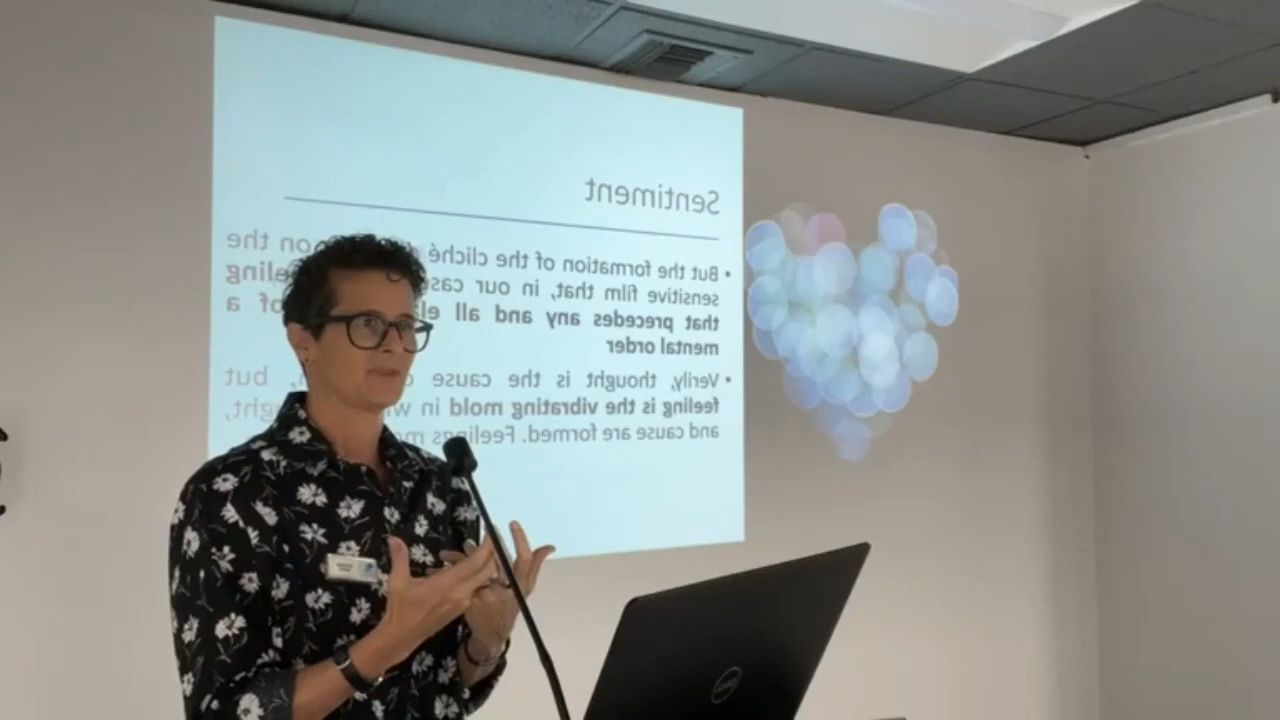 Sentiment
• But the formation of the cliché on the
sensitive film that, in our case feeling
that precedes any and all of a
mental order
• Verily, thought is the cause but
feeling is the vibrating mold in
and cause are formed. Feelings
DELL